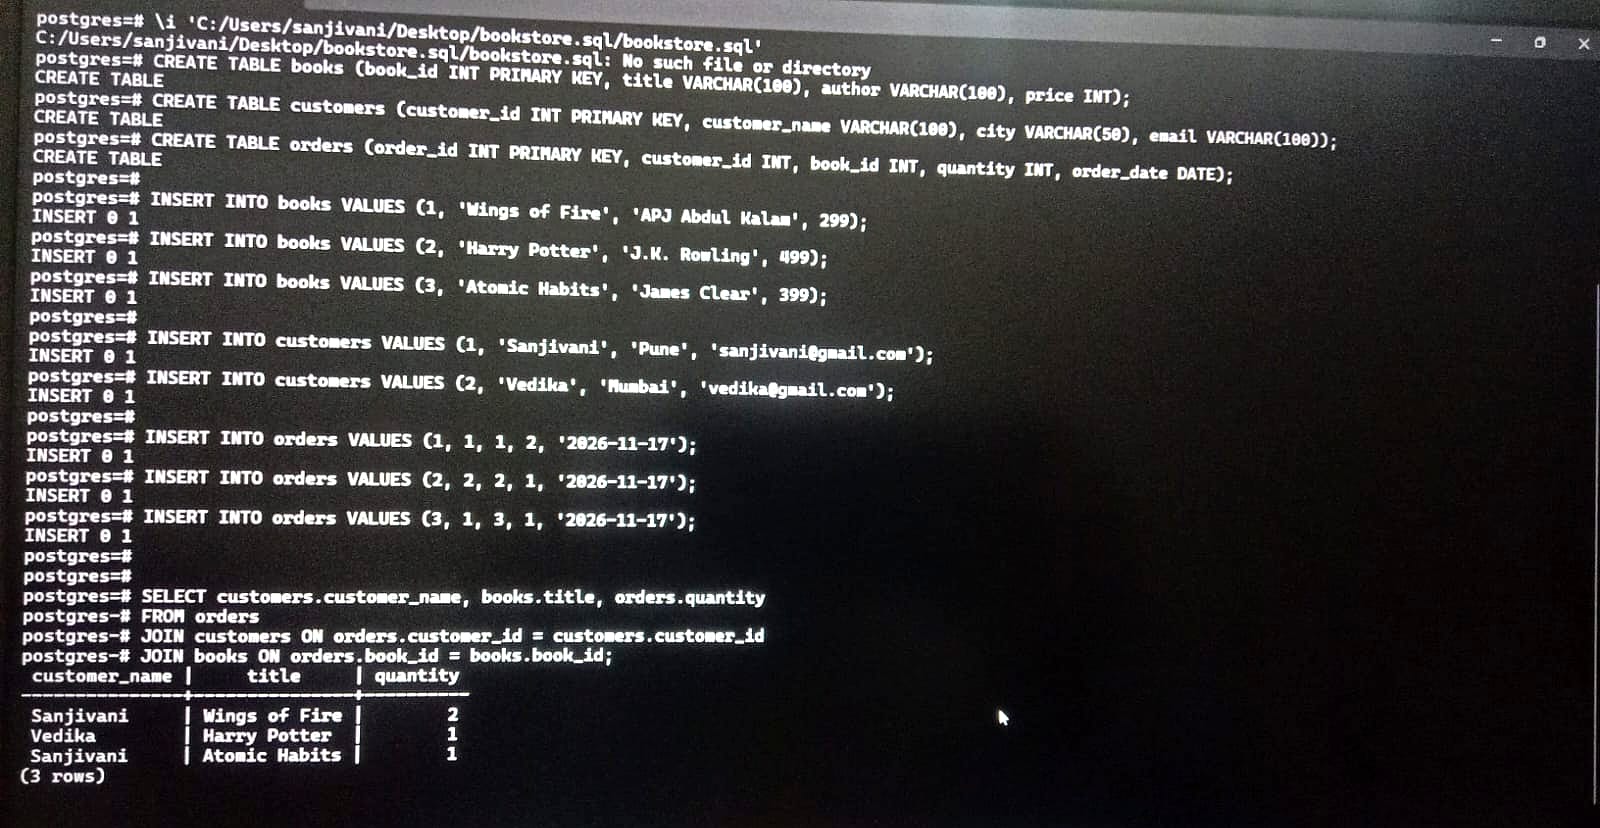 postgres=# \i 'C:/Users/sanjivani/Desktop/bookstore.sql/bookstore.sql'
C:/Users/sanjivani/Desktop/bookstore.sql/bookstore.sql: No such file or directory
postgres=# CREATE TABLE books (book_id INT PRIMARY KEY, title VARCHAR(100), author VARCHAR(100), price INT);
CREATE TABLE
postgres=# CREATE TABLE customers (customer_id INT PRIMARY KEY, customer_name VARCHAR(100), city VARCHAR(50), email VARCHAR(100));
CREATE TABLE
postgres=# CREATE TABLE orders (order_id INT PRIMARY KEY, customer_id INT, book_id INT, quantity INT, order_date DATE);
CREATE TABLE
postgres=#
postgres=# INSERT INTO books VALUES (1, 'Wings of Fire', 'APJ Abdul Kalam', 299);
INSERT 0 1
postgres=# INSERT INTO books VALUES (2, 'Harry Potter', 'J.K. Rowling', 499);
INSERT 0 1
postgres=# INSERT INTO books VALUES (3, 'Atomic Habits', 'James Clear', 399);
INSERT 0 1
postgres=#
postgres=# INSERT INTO customers VALUES (1, 'Sanjivani', 'Pune', 'sanjivani@gmail.com');
INSERT 0 1
postgres=# INSERT INTO customers VALUES (2, 'Vedika', 'Mumbai', 'vedika@gmail.com');
INSERT 0 1
postgres=#
postgres=# INSERT INTO orders VALUES (1, 1, 1, 2, '2026-11-17');
INSERT 0 1
postgres=# INSERT INTO orders VALUES (2, 2, 2, 1, '2026-11-17');
INSERT 0 1
postgres=# INSERT INTO orders VALUES (3, 1, 3, 1, '2026-11-17');
INSERT 0 1
postgres=#
postgres=#
postgres=# SELECT customers.customer_name, books.title, orders.quantity
postgres-# FROM orders
postgres-# JOIN customers ON orders.customer_id = customers.customer_id
postgres-# JOIN books ON orders.book_id = books.book_id;
customer_name | title | quantity
Sanjivani | Wings of Fire | 2
Vedika | Harry Potter | 1
Sanjivani | Atomic Habits | 1
(3 rows)